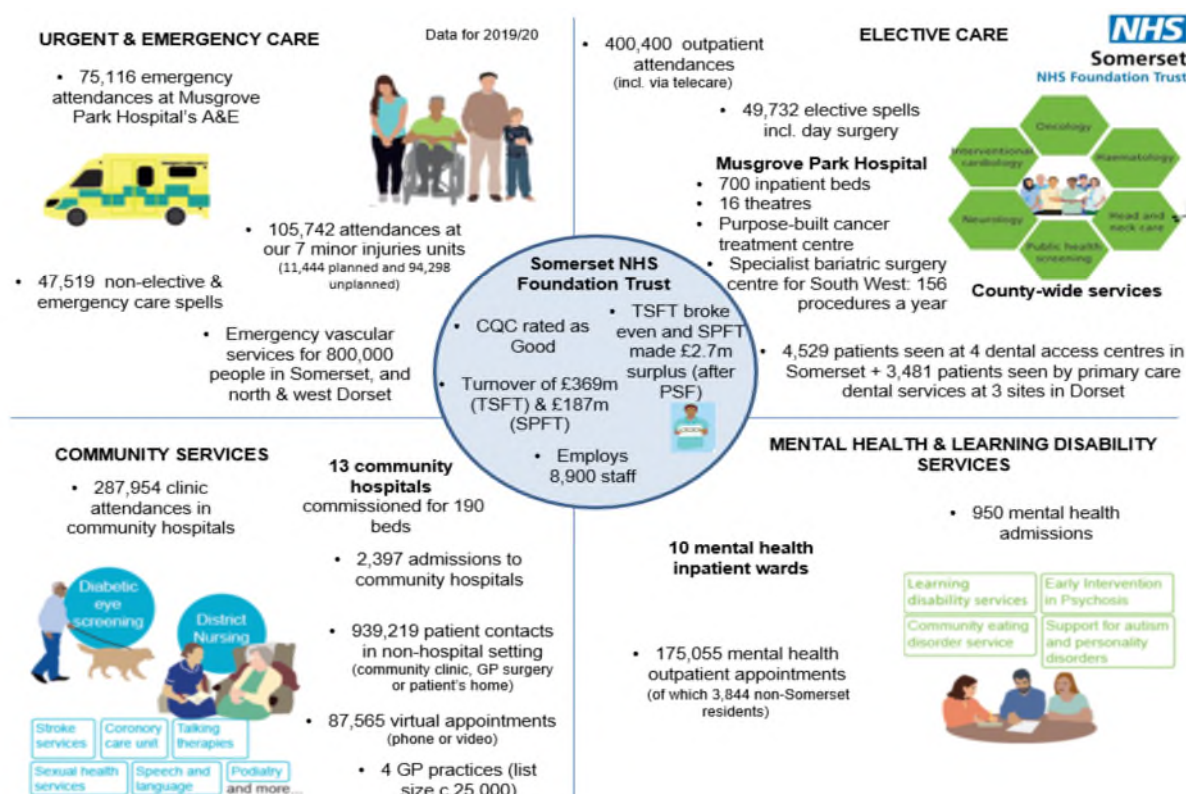 URGENT & EMERGENCY CARE
Data for 2019/20
• 75,116 emergency
attendances at Musgrove
Park Hospital's A&E
• 105,742 attendances at
our 7 minor injuries units
(11,444 planned and 94,298
unplanned)
• 47,519 non-elective &
emergency care spells
• Emergency vascular
services for 800,000
people in Somerset, and
north & west Dorset
ELECTIVE CARE
NHS
Somerset
NHS Foundation Trust
• 400,400 outpatient
attendances
(incl. via telecare)
• 49,732 elective spells
incl. day surgery
Musgrove Park Hospital
• 700 inpatient beds
• 16 theatres
• Purpose-built cancer
treatment centre
• Specialist bariatric surgery
centre for South West: 156
procedures a year
Oncology
Interventional
cardiology
Haematology
Neurology
Head and
neck care
Public health
screening
County-wide services
• 4,529 patients seen at 4 dental access centres in
Somerset + 3,481 patients seen by primary care
dental services at 3 sites in Dorset
Somerset NHS
Foundation Trust
• CQC rated as
Good
• TSFT broke
even and SPFT
made £2.7m
surplus (after
PSF)
• Turnover of £369m
(TSFT) & £187m
(SPFT)
• Employs
8,900 staff
COMMUNITY SERVICES
• 287,954 clinic
attendances in
community hospitals
Diabetic
eye
screening
District
Nursing
Stroke
services
Coronory
care unit
Talking
therapies
Sexual health
services
Speech and
language
Podiatry
and more...
13 community
hospitals
commissioned for 190
beds
• 2,397 admissions to
community hospitals
• 939,219 patient contacts
in non-hospital setting
(community clinic, GP surgery
or patient's home)
• 87,565 virtual appointments
(phone or video)
• 4 GP practices (list
size c 25,000)
MENTAL HEALTH & LEARNING DISABILITY
SERVICES
• 950 mental health
admissions
10 mental health
inpatient wards
Learning
disability services
Early Intervention
in Psychosis
Community eating
disorder service
Support for autism
and personality
disorders
• 175,055 mental health
outpatient appointments
(of which 3,844 non-Somerset
residents)